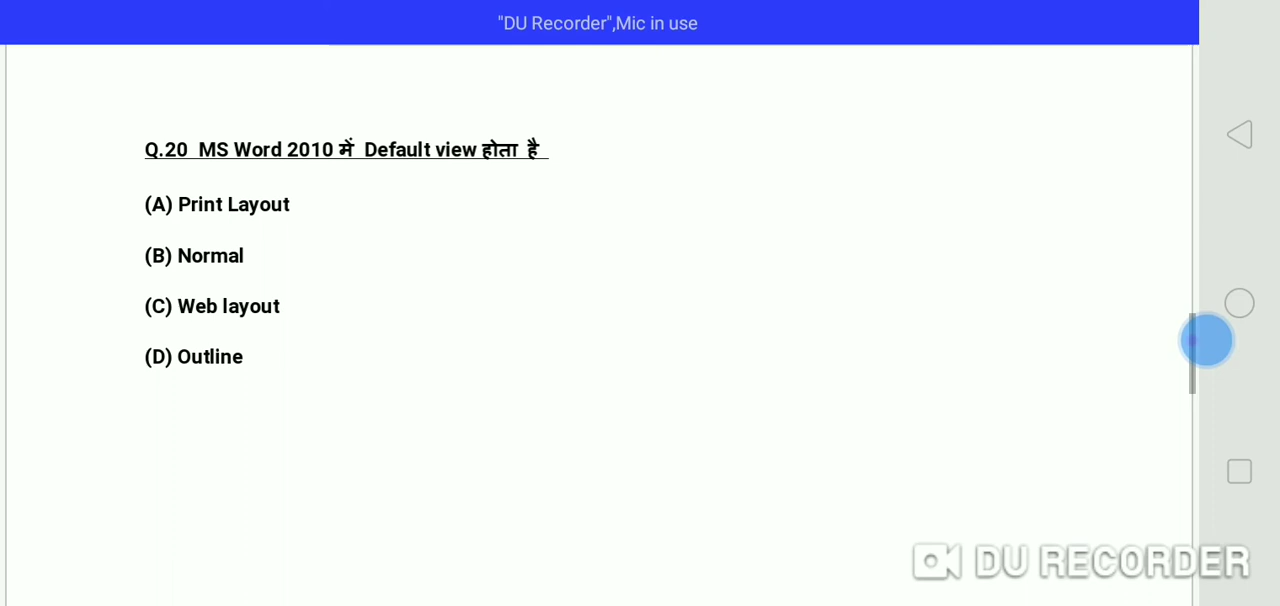 "DU Recorder",Mic in use
Q.20 MS Word 2010 में Default view होता है
(A) Print Layout
(B) Normal
(C) Web layout
(D) Outline
DU RECORDER